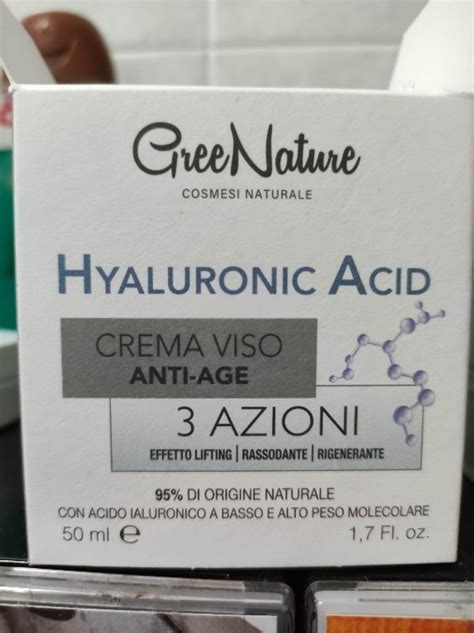 GreeNature
COSMESI NATURALE
HYALURONIC ACID
CREMA VISO
ANTI-AGE
3 AZIONI
EFFETTO LIFTING | RASSODANTE | RIGENERANTE
95% DI ORIGINE NATURALE
CON ACIDO IALURONICO A BASSO E ALTO PESO MOLECOLARE
50 ml ℮ 1,7 Fl. oz.